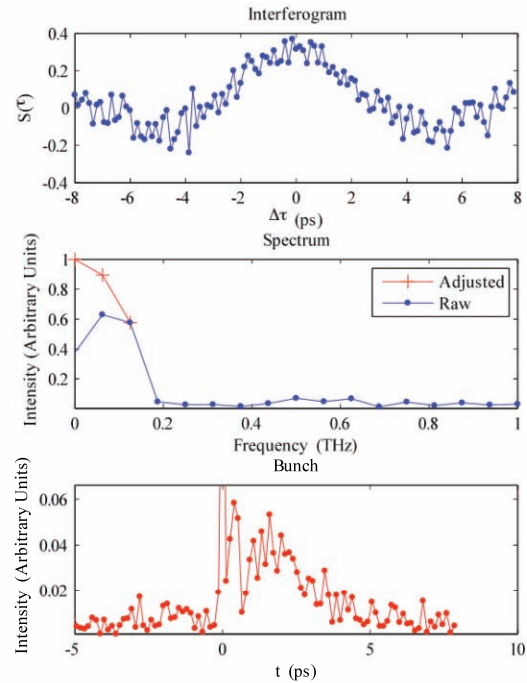 Interferogram
S(τ)
0.4
0.2
0
-0.2
-0.4
-8 -6 -4 -2 0 2 4 6 8
Δτ (ps)
Spectrum
Intensity (Arbitrary Units)
1
0.8
0.6
0.4
0.2
Adjusted
Raw
0 0.2 0.4 0.6 0.8 1
Frequency (THz)
Bunch
Intensity (Arbitrary Units)
0.06
0.02
-5 0 5 10
t (ps)